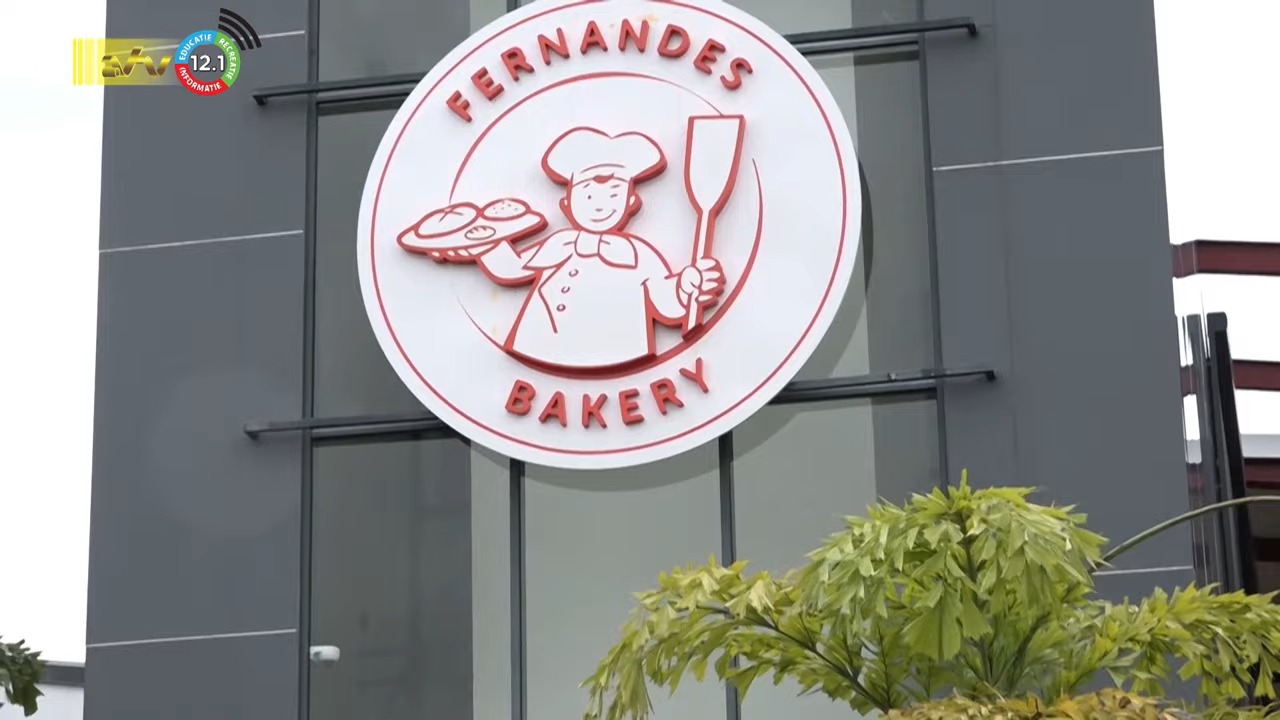 EDUCATIE
RECREATIE
INFORMATIE
12.1
FERNANDES
BAKERY